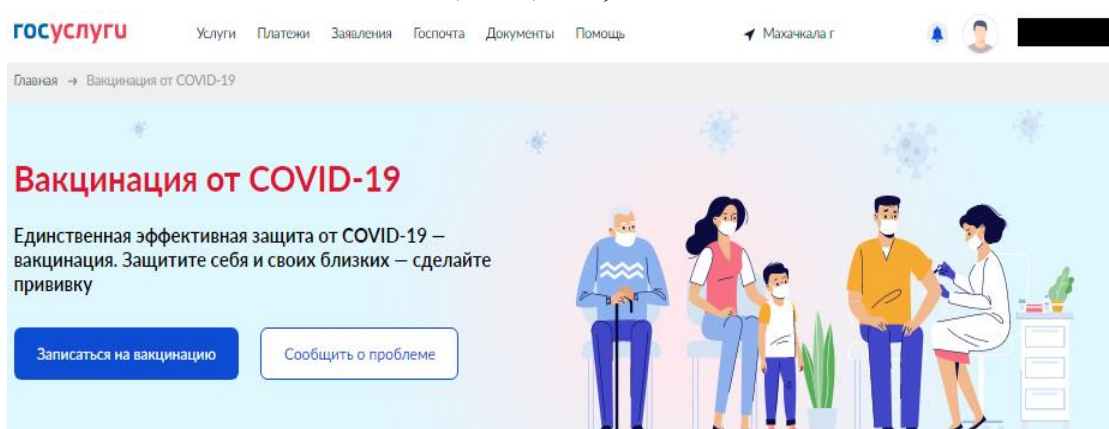 госуслуги Услуги Платежи Заявления Госпочта Документы Помощь Махачкала г
Главная → Вакцинация от COVID-19
Вакцинация от COVID-19
Единственная эффективная защита от COVID-19 —
вакцинация. Защитите себя и своих близких — сделайте
прививку
Записаться на вакцинацию Сообщить о проблеме